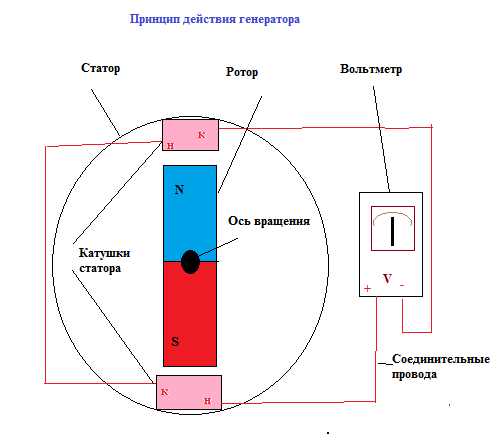 Принцип действия генератора
Статор
Ротор
Вольтметр
к
н
N
Ось вращения
Катушки
статора
V
+
-
S
Соединительные
провода
к
н